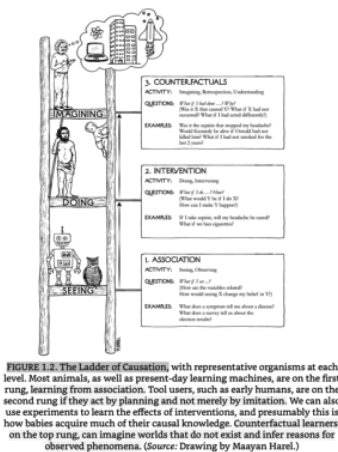 3. COUNTERFACTUALS
ACTIVITY: Imagining, Retrospection, Understanding
QUESTIONS: What if I had done ...? Why?
(Was it X that caused Y? What if X had not
occurred? What if I had acted differently?)
EXAMPLES: Was it the aspirin that stopped my headache?
Would Kennedy be alive if Oswald had not
killed him? What if I had not smoked for the
last 2 years?
IMAGINING
2. INTERVENTION
ACTIVITY: Doing, Intervening
QUESTIONS: What if I do ...? How?
(What would Y be if I do X?
How can I make Y happen?)
EXAMPLES: If I take aspirin, will my headache be cured?
What if we ban cigarettes?
DOING
1. ASSOCIATION
ACTIVITY: Seeing, Observing
QUESTIONS: What if I see ...?
(How are the variables related?
How would seeing X change my belief in Y?)
EXAMPLES: What does a symptom tell me about a disease?
What does a survey tell us about the
election results?
SEEING
FIGURE 1.2. The Ladder of Causation, with representative organisms at each
level. Most animals, as well as present-day learning machines, are on the first
rung, learning from association. Tool users, such as early humans, are on the
second rung if they act by planning and not merely by imitation. We can also
use experiments to learn the effects of interventions, and presumably this is
how babies acquire much of their causal knowledge. Counterfactual learners,
on the top rung, can imagine worlds that do not exist and infer reasons for
observed phenomena. (Source: Drawing by Maayan Harel.)